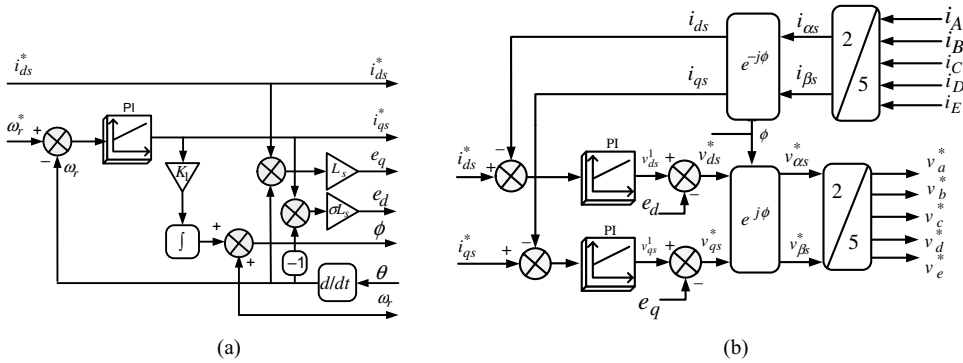 i*ds
i*ds
PI
i*qs
ω*r
+
−
ωr
K1
Ls
eq
σLs
ed
∫
+
+
ϕ
−1
d/dt
θ
ωr
(a)
ids
iαs
2
5
iA
iB
iC
iD
iE
e−jϕ
iqs
iβs
ϕ
i*ds
−
+
PI
v1ds
+
−
v*ds
ed
v*αs
ejϕ
2
5
v*a
v*b
v*c
v*d
v*e
i*qs
+
−
PI
v1qs
+
−
v*qs
eq
v*βs
(b)